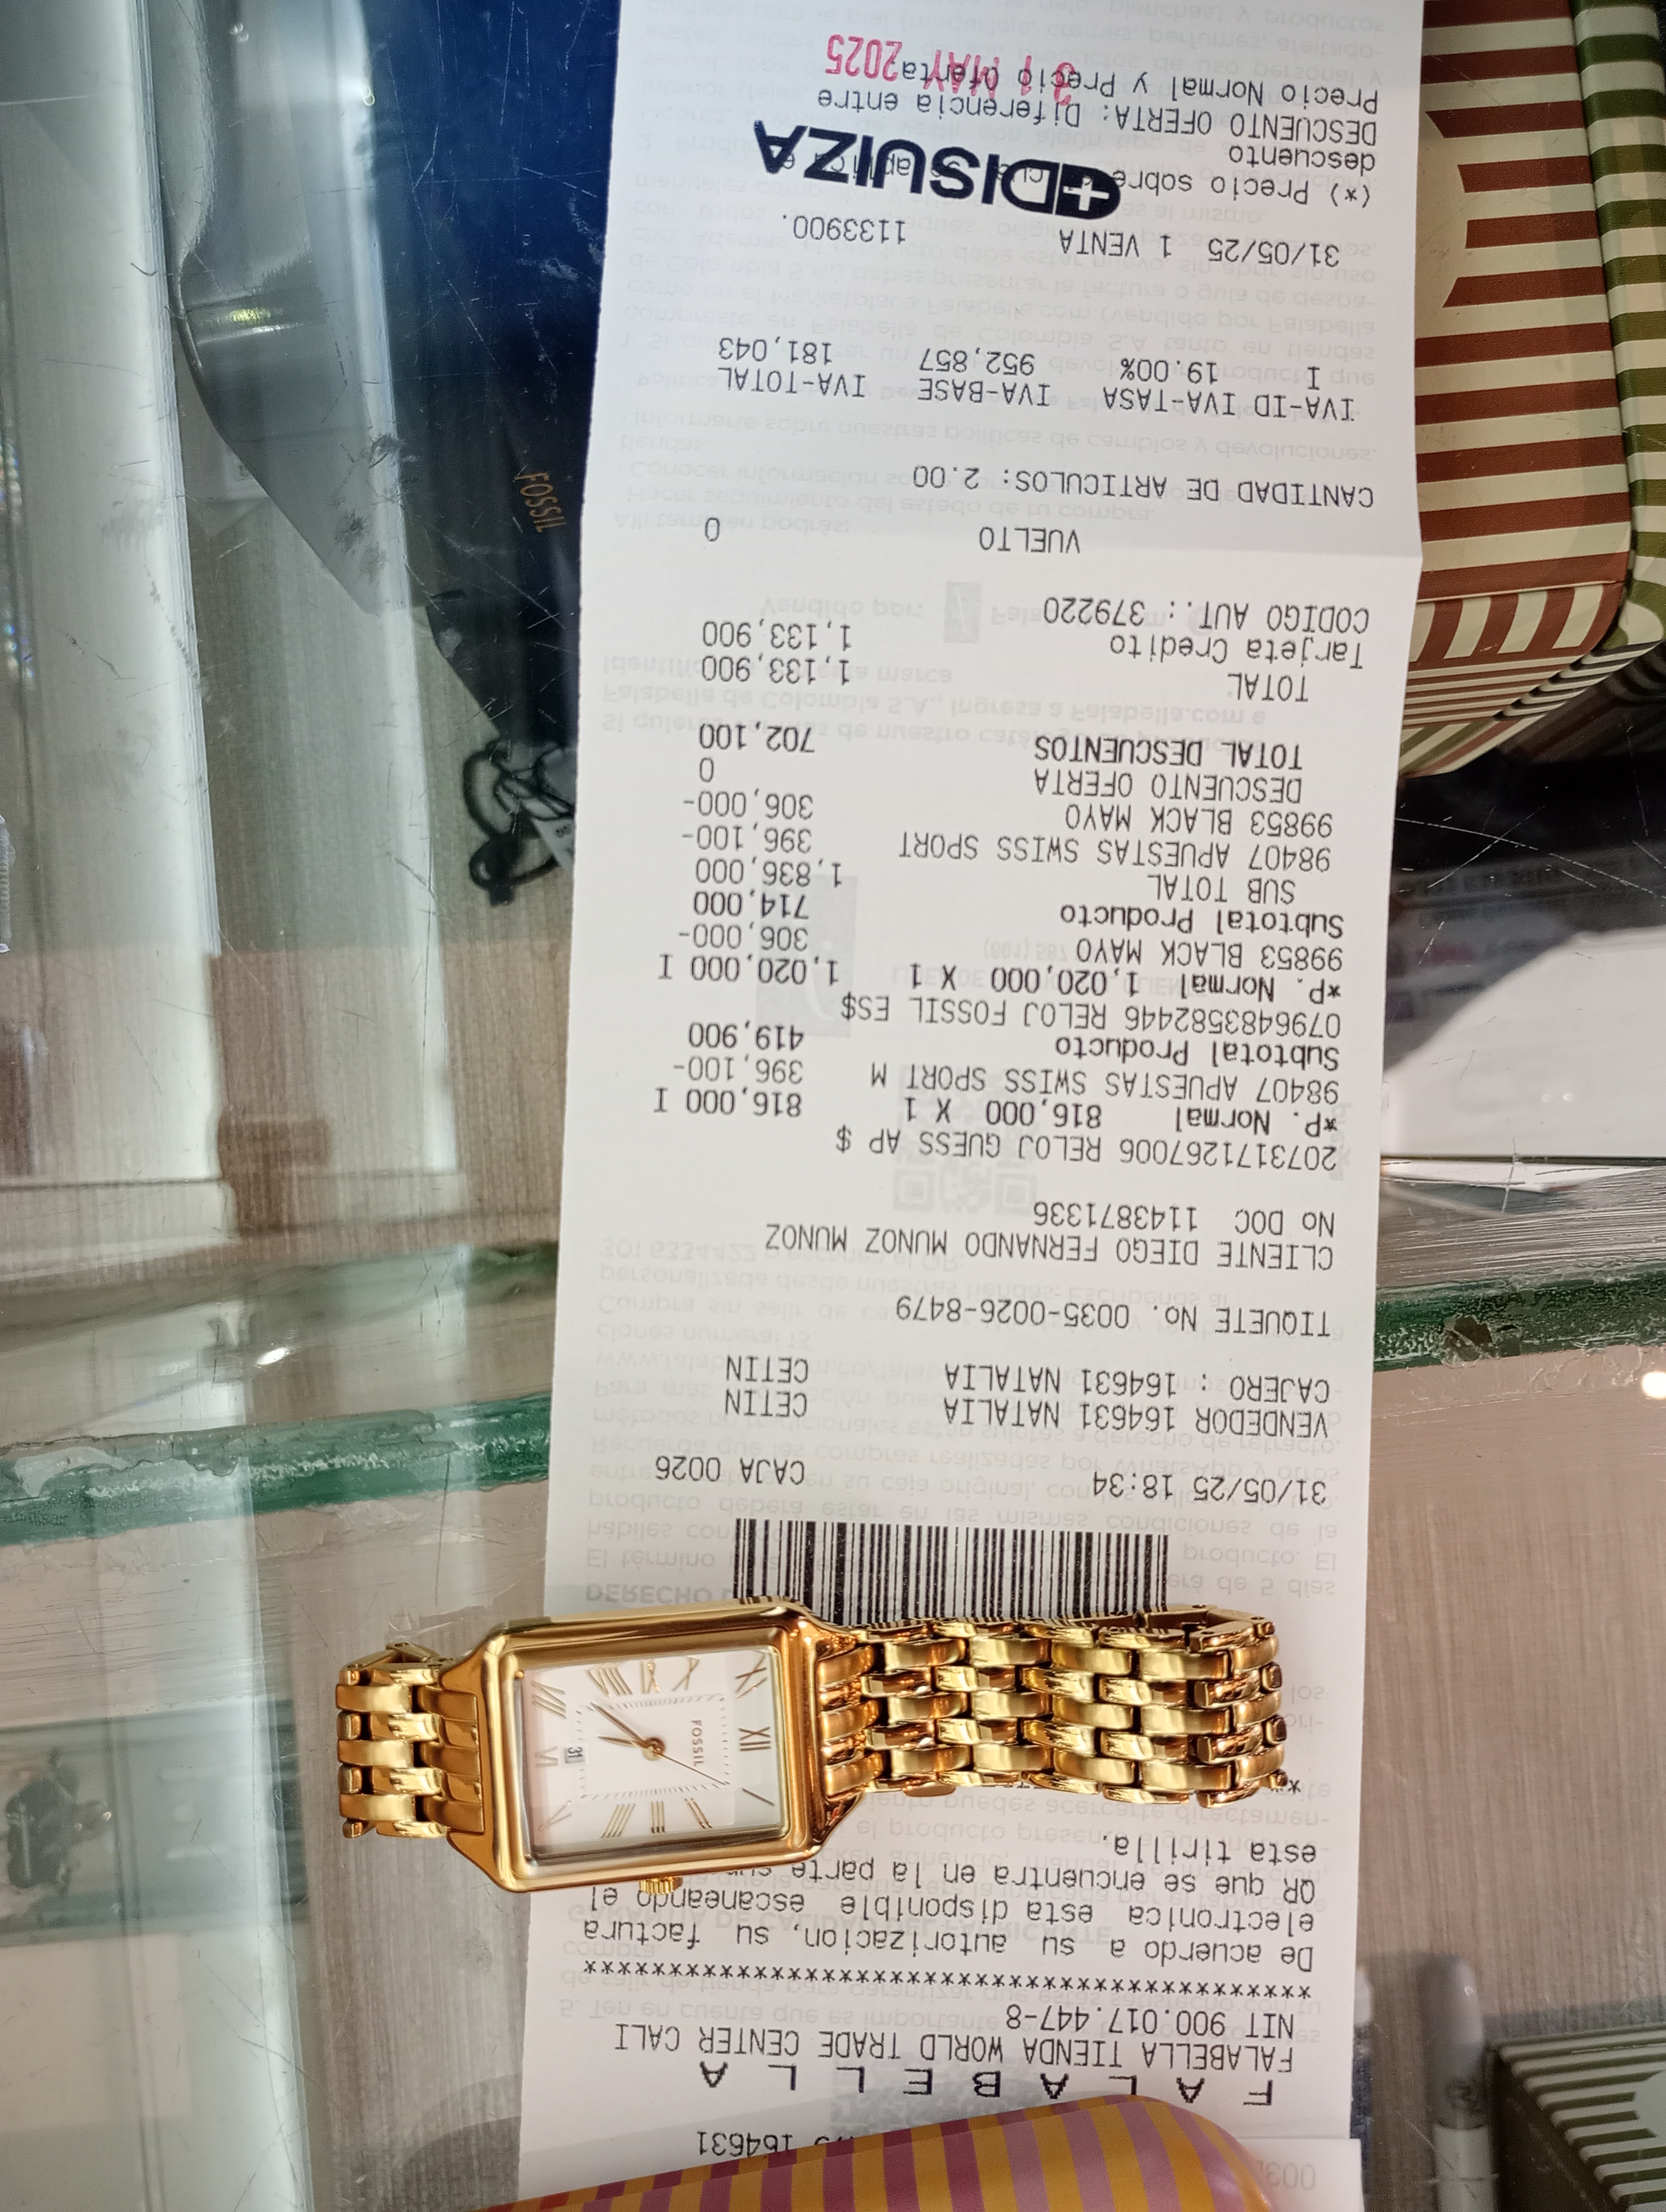 164631
F A L A B E L L A
FALABELLA TIENDA WORLD TRADE CENTER CALI
NIT 900.017.447-8
*******************************************
De acuerdo a su autorizacion, su factura
electronica esta disponible escaneando el
QR que se encuentra en la parte
esta tirilla.
31/05/25 18:34 CAJA 0026
VENDEDOR 164631 NATALIA CETIN
CAJERO : 164631 NATALIA CETIN
TIQUETE No. 0035-0026-8479
CLIENTE DIEGO FERNANDO MUNOZ MUNOZ
No DOC 1143871336
2073171267006 RELOJ GUESS AP $
*P. Normal 816,000 X 1 816,000 I
98407 APUESTAS SWISS SPORT M 396,100-
Subtotal Producto 419,900
0796483582446 RELOJ FOSSIL ES$
*P. Normal 1,020,000 X 1 1,020,000 I
99853 BLACK MAYO 306,000-
Subtotal Producto 714,000
SUB TOTAL 1,836,000
98407 APUESTAS SWISS SPORT 396,100-
99853 BLACK MAYO 306,000-
DESCUENTO OFERTA 0
TOTAL DESCUENTOS 702,100
TOTAL 1,133,900
Tarjeta Credito 1,133,900
CODIGO AUT.: 379220
VUELTO 0
CANTIDAD DE ARTICULOS: 2.00
IVA-ID IVA-TASA IVA-BASE IVA-TOTAL
I 19.00% 952,857 181,043
31/05/25 1 VENTA 1133900.
(*) Precio sobre
descuento
DESCUENTO OFERTA: Diferencia entre
Precio Normal y Precio Oferta
DISUIZA
31 MAY 2025
FOSSIL
XII
X
IX
VIII
VII
VI
V
31
FOSSIL